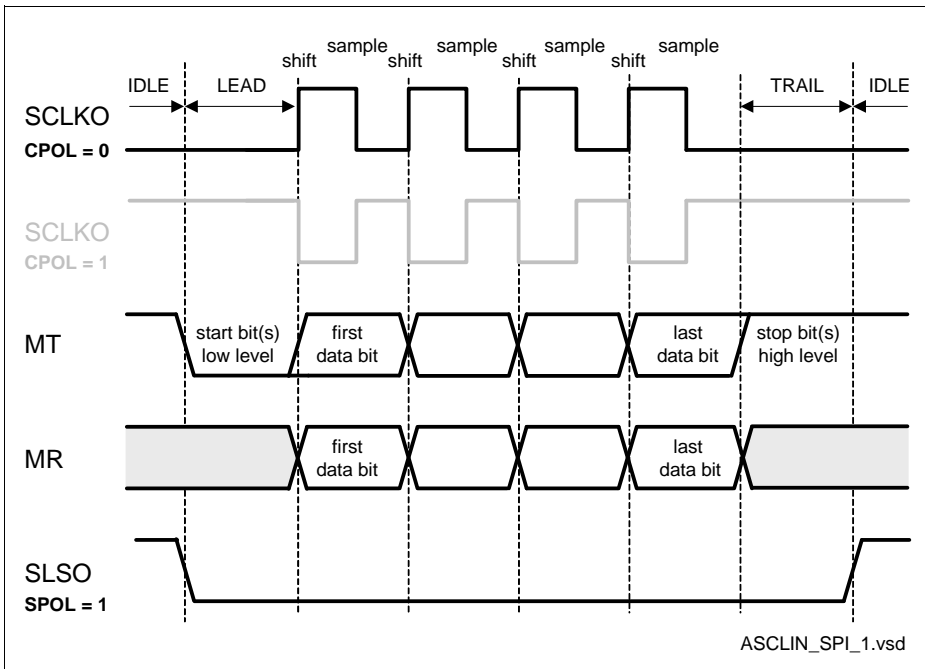 sample sample sample sample
shift shift shift shift
IDLE LEAD TRAIL IDLE
SCLKO
CPOL = 0
SCLKO
CPOL = 1
MT
start bit(s)
low level
first
data bit
last
data bit
stop bit(s)
high level
MR
first
data bit
last
data bit
SLSO
SPOL = 1
ASCLIN_SPI_1.vsd